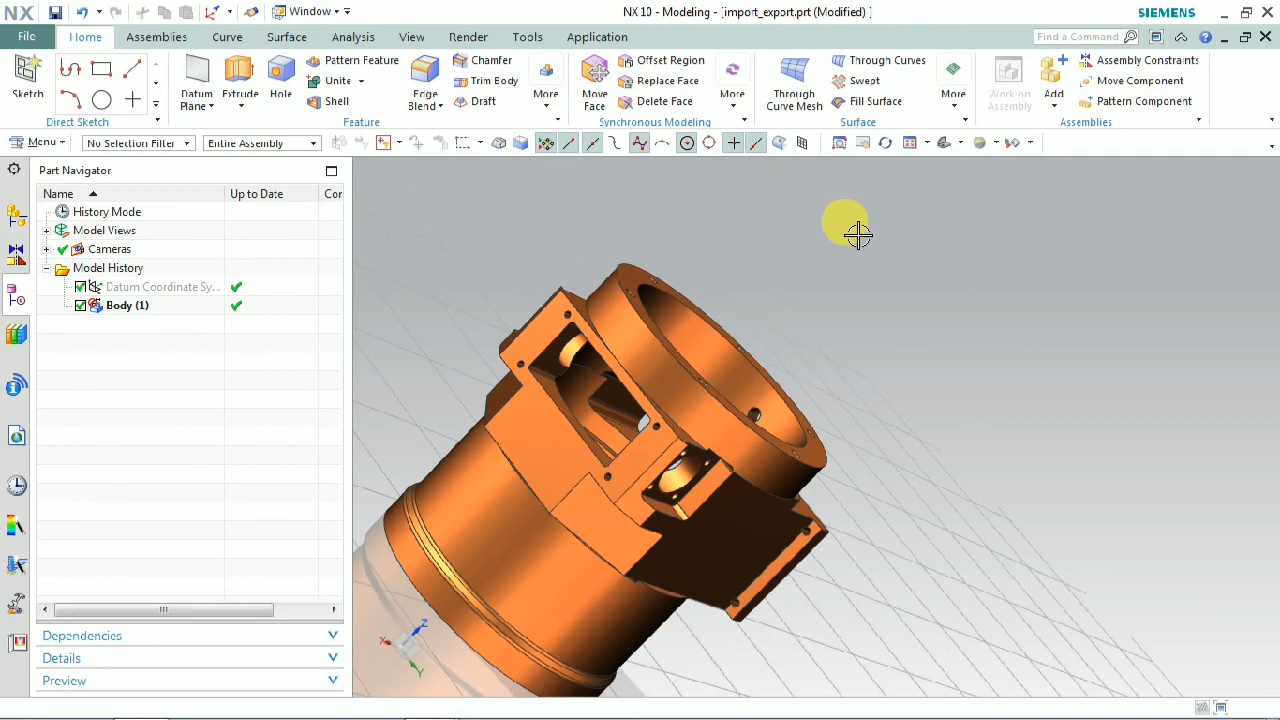 NX
Window
NX 10 - Modeling - [import_export.prt (Modified) ]
SIEMENS
File
Home
Assemblies
Curve
Surface
Analysis
View
Render
Tools
Application
Find a Command
Sketch
Direct Sketch
Datum Plane
Extrude
Hole
Pattern Feature
Unite
Shell
Edge Blend
Chamfer
Trim Body
Draft
More
Feature
Move Face
Offset Region
Replace Face
Delete Face
More
Synchronous Modeling
Through Curve Mesh
Through Curves
Swept
Fill Surface
More
Surface
Work on Assembly
Add
Assembly Constraints
Move Component
Pattern Component
Assemblies
Menu
No Selection Filter
Entire Assembly
Part Navigator
Name
Up to Date
Cor
History Mode
Model Views
Cameras
Model History
Datum Coordinate Sy...
Body (1)
Dependencies
Details
Preview
X
Z
Y